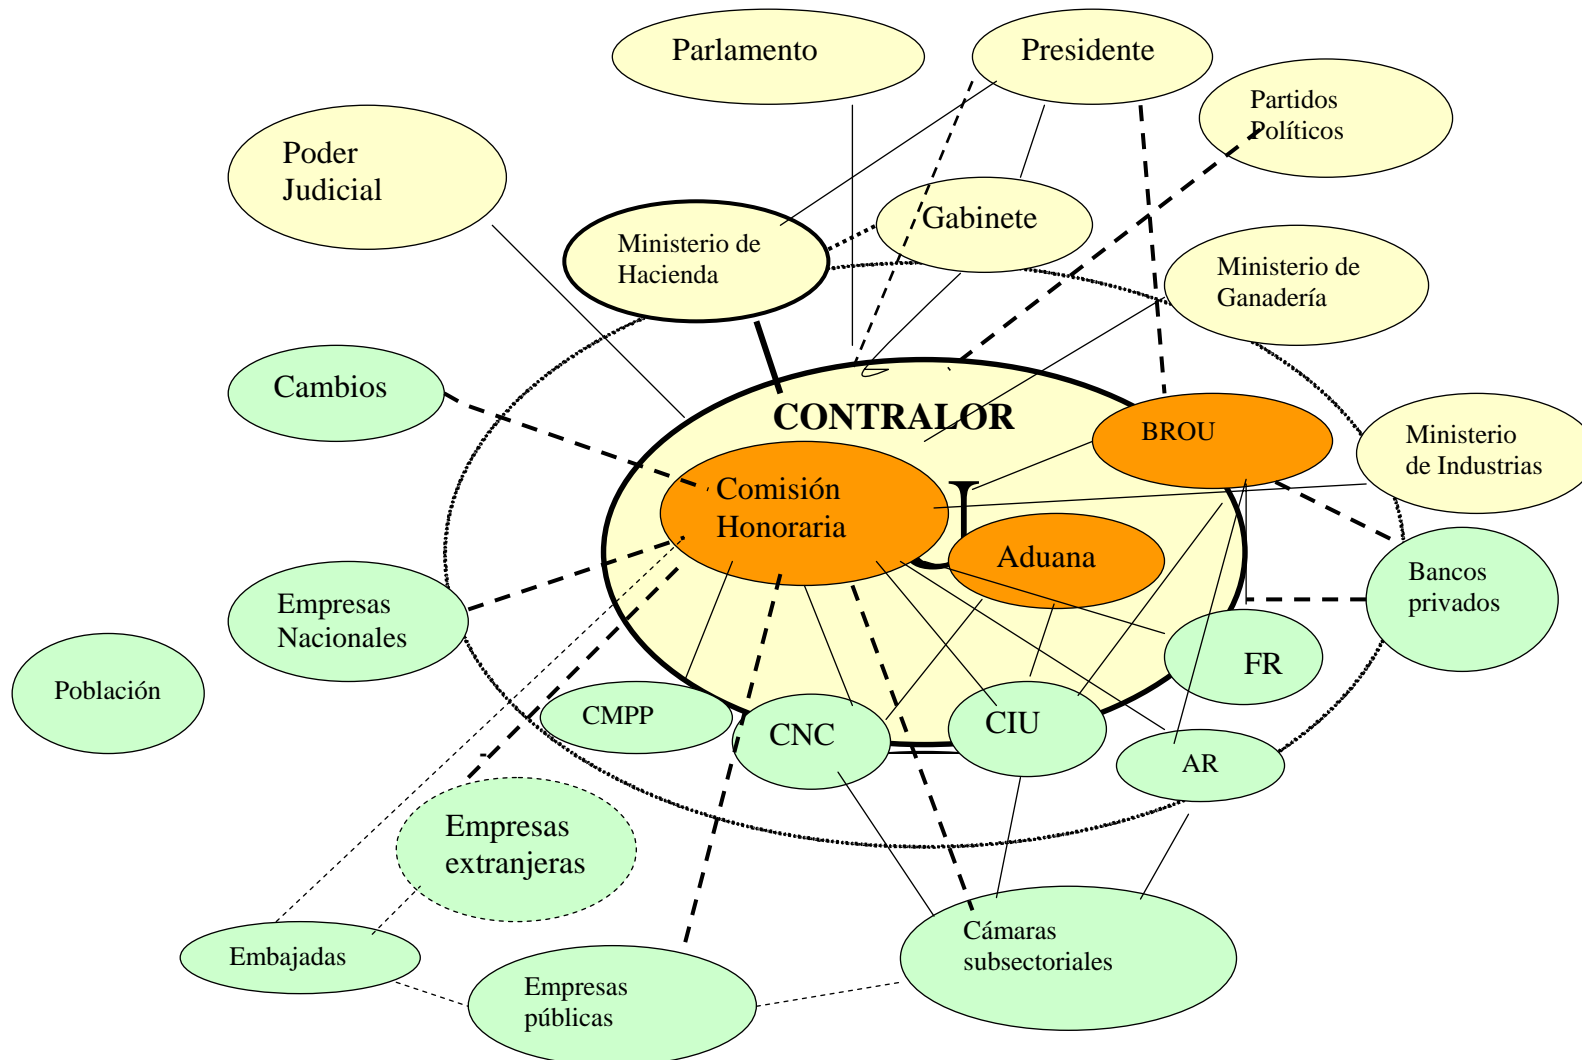 Parlamento
Presidente
Partidos
Políticos
Poder
Judicial
Gabinete
Ministerio de
Hacienda
Ministerio de
Ganadería
Cambios
CONTRALOR
BROU
Ministerio
de Industrias
Comisión
Honoraria
J
Aduana
Bancos
privados
Empresas
Nacionales
Población
FR
CMPP
CNC
CIU
AR
Empresas
extranjeras
Embajadas
Cámaras
subsectoriales
Empresas
públicas